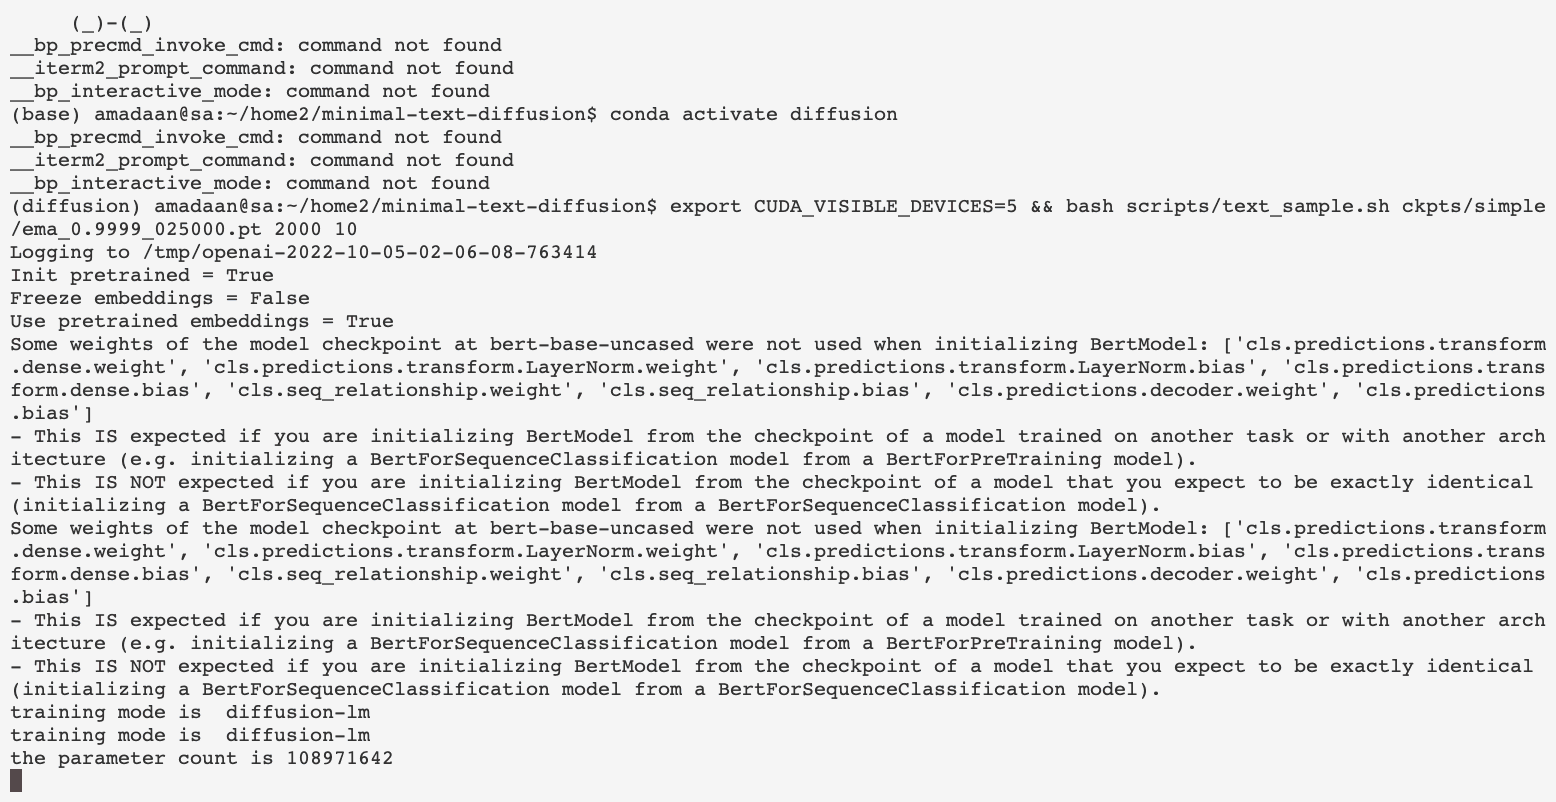 (_)-(_)
__bp_precmd_invoke_cmd: command not found
__iterm2_prompt_command: command not found
__bp_interactive_mode: command not found
(base) amadaan@sa:~/home2/minimal-text-diffusion$ conda activate diffusion
__bp_precmd_invoke_cmd: command not found
__iterm2_prompt_command: command not found
__bp_interactive_mode: command not found
(diffusion) amadaan@sa:~/home2/minimal-text-diffusion$ export CUDA_VISIBLE_DEVICES=5 && bash scripts/text_sample.sh ckpts/simple
/ema_0.9999_025000.pt 2000 10
Logging to /tmp/openai-2022-10-05-02-06-08-763414
Init pretrained = True
Freeze embeddings = False
Use pretrained embeddings = True
Some weights of the model checkpoint at bert-base-uncased were not used when initializing BertModel: ['cls.predictions.transform
.dense.weight', 'cls.predictions.transform.LayerNorm.weight', 'cls.predictions.transform.LayerNorm.bias', 'cls.predictions.trans
form.dense.bias', 'cls.seq_relationship.weight', 'cls.seq_relationship.bias', 'cls.predictions.decoder.weight', 'cls.predictions
.bias']
- This IS expected if you are initializing BertModel from the checkpoint of a model trained on another task or with another arch
itecture (e.g. initializing a BertForSequenceClassification model from a BertForPreTraining model).
- This IS NOT expected if you are initializing BertModel from the checkpoint of a model that you expect to be exactly identical
(initializing a BertForSequenceClassification model from a BertForSequenceClassification model).
Some weights of the model checkpoint at bert-base-uncased were not used when initializing BertModel: ['cls.predictions.transform
.dense.weight', 'cls.predictions.transform.LayerNorm.weight', 'cls.predictions.transform.LayerNorm.bias', 'cls.predictions.trans
form.dense.bias', 'cls.seq_relationship.weight', 'cls.seq_relationship.bias', 'cls.predictions.decoder.weight', 'cls.predictions
.bias']
- This IS expected if you are initializing BertModel from the checkpoint of a model trained on another task or with another arch
itecture (e.g. initializing a BertForSequenceClassification model from a BertForPreTraining model).
- This IS NOT expected if you are initializing BertModel from the checkpoint of a model that you expect to be exactly identical
(initializing a BertForSequenceClassification model from a BertForSequenceClassification model).
training mode is  diffusion-lm
training mode is  diffusion-lm
the parameter count is 108971642